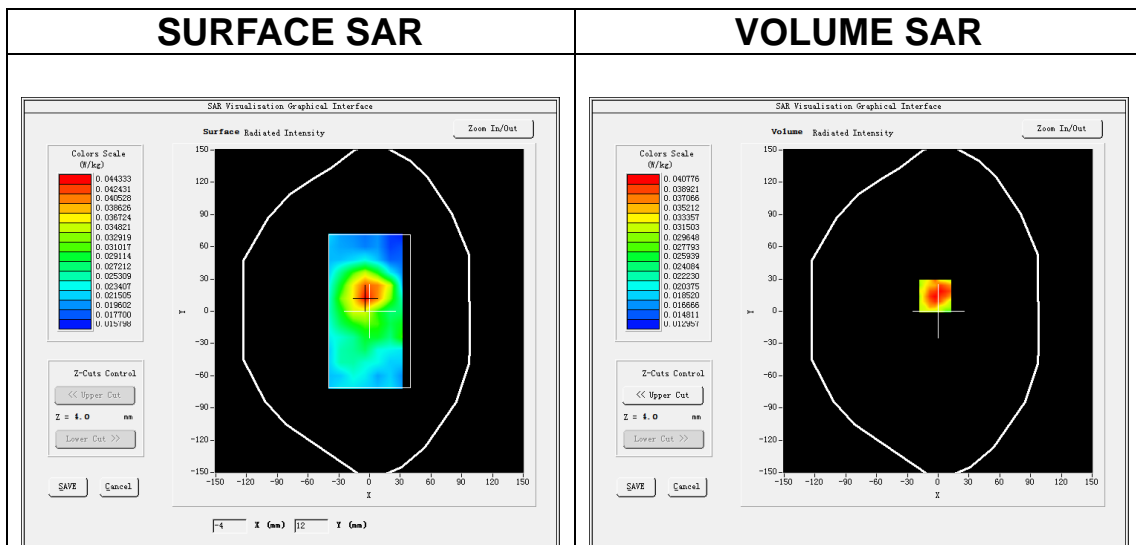 SURFACE SAR
VOLUME SAR
SAR Visualisation Graphical Interface
Surface Radiated Intensity
Zoom In/Out
Colors Scale
(W/kg)
0.044333
0.042431
0.040528
0.038626
0.036724
0.034821
0.032919
0.031017
0.029114
0.027212
0.025309
0.023407
0.021505
0.019602
0.017700
0.015798
Z-Cuts Control
<< Upper Cut
Z = 4.0 mm
Lower Cut >>
SAVE Cancel
150
120
90
60
30
0
-30
-60
-90
-120
-150
Y
-150 -120 -90 -60 -30 0 30 60 90 120 150
X
-4 X (mm) 12 Y (mm)
SAR Visualisation Graphical Interface
Volume Radiated Intensity
Zoom In/Out
Colors Scale
(W/kg)
0.040776
0.038921
0.037066
0.035212
0.033357
0.031503
0.029648
0.027793
0.025939
0.024084
0.022230
0.020375
0.018520
0.016666
0.014811
0.012957
Z-Cuts Control
<< Upper Cut
Z = 4.0 mm
Lower Cut >>
SAVE Cancel
150
120
90
60
30
0
-30
-60
-90
-120
-150
Y
-150 -120 -90 -60 -30 0 30 60 90 120 150
X